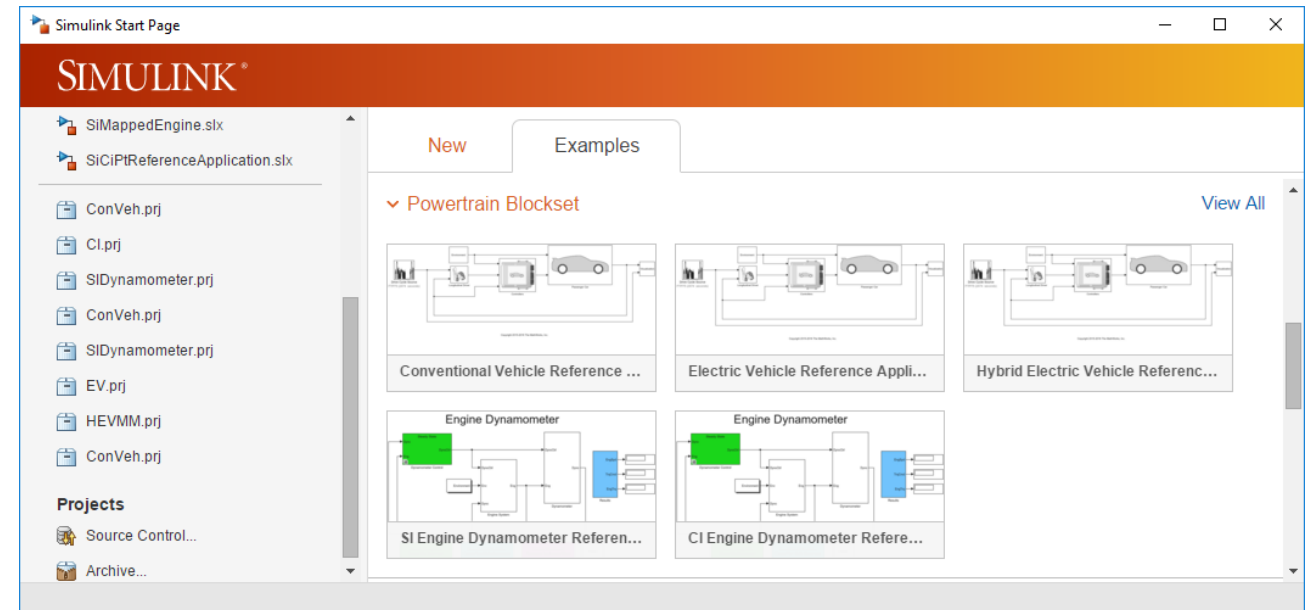 Simulink Start Page
SIMULINK®
SiMappedEngine.slx
SiCiPtReferenceApplication.slx
ConVeh.prj
CI.prj
SIDynamometer.prj
ConVeh.prj
SIDynamometer.prj
EV.prj
HEVMM.prj
ConVeh.prj
Projects
Source Control...
Archive...
New
Examples
Powertrain Blockset
View All
Conventional Vehicle Reference ...
Electric Vehicle Reference Appli...
Hybrid Electric Vehicle Referenc...
Engine Dynamometer
SI Engine Dynamometer Referen...
Engine Dynamometer
CI Engine Dynamometer Refere...